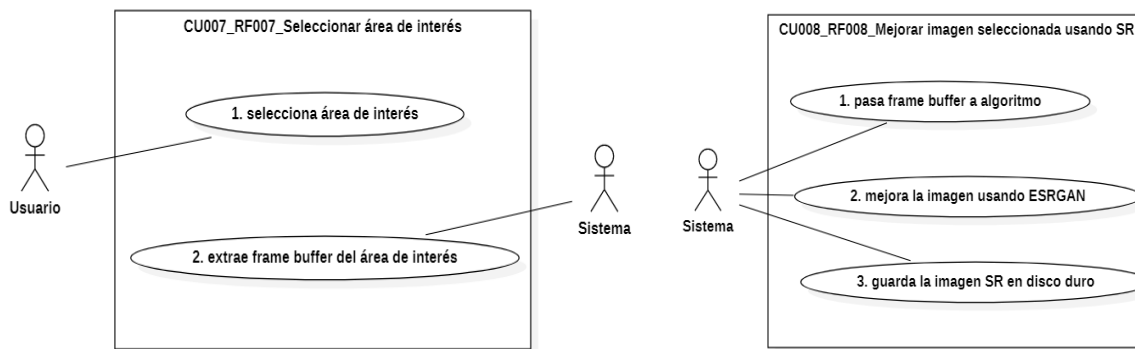 CU007_RF007_Seleccionar área de interés
1. selecciona área de interés
Usuario
Sistema
2. extrae frame buffer del área de interés
CU008_RF008_Mejorar imagen seleccionada usando SR
1. pasa frame buffer a algoritmo
2. mejora la imagen usando ESRGAN
Sistema
3. guarda la imagen SR en disco duro